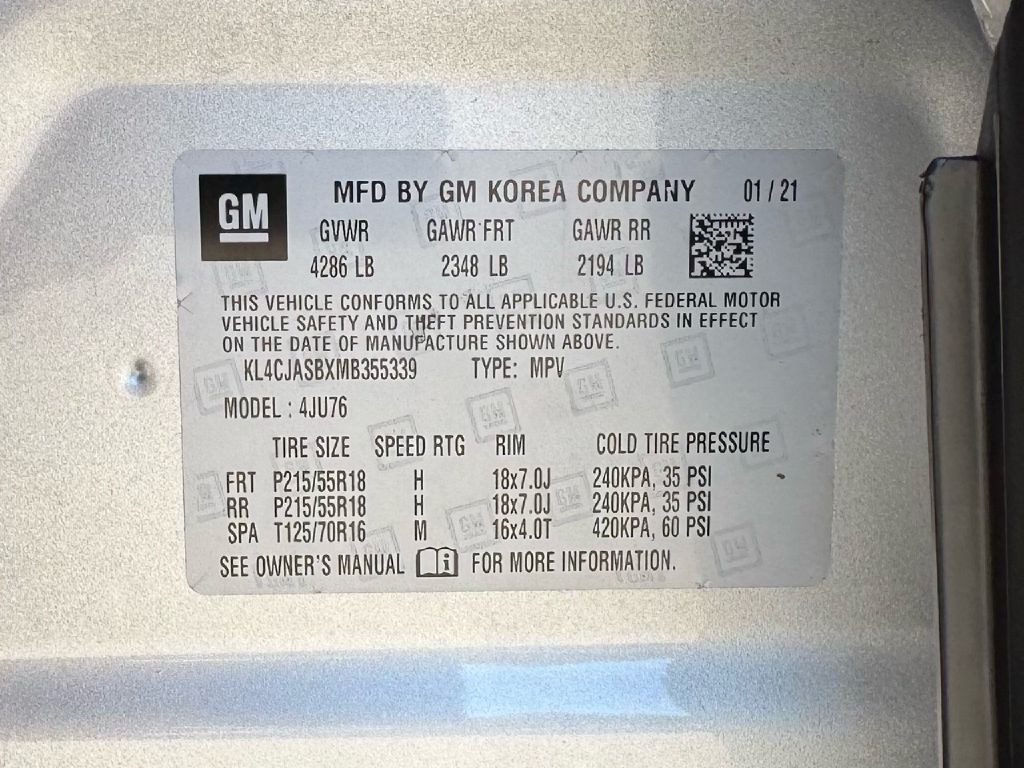 GM
MFD BY GM KOREA COMPANY 01 / 21
GVWR GAWR FRT GAWR RR
4286 LB 2348 LB 2194 LB
THIS VEHICLE CONFORMS TO ALL APPLICABLE U.S. FEDERAL MOTOR
VEHICLE SAFETY AND THEFT PREVENTION STANDARDS IN EFFECT
ON THE DATE OF MANUFACTURE SHOWN ABOVE.
KL4CJASBXMB355339 TYPE: MPV
MODEL : 4JU76
TIRE SIZE SPEED RTG RIM COLD TIRE PRESSURE
FRT P215/55R18 H 18x7.0J 240KPA, 35 PSI
RR P215/55R18 H 18x7.0J 240KPA, 35 PSI
SPA T125/70R16 M 16x4.0T 420KPA, 60 PSI
SEE OWNER'S MANUAL i FOR MORE INFORMATION.